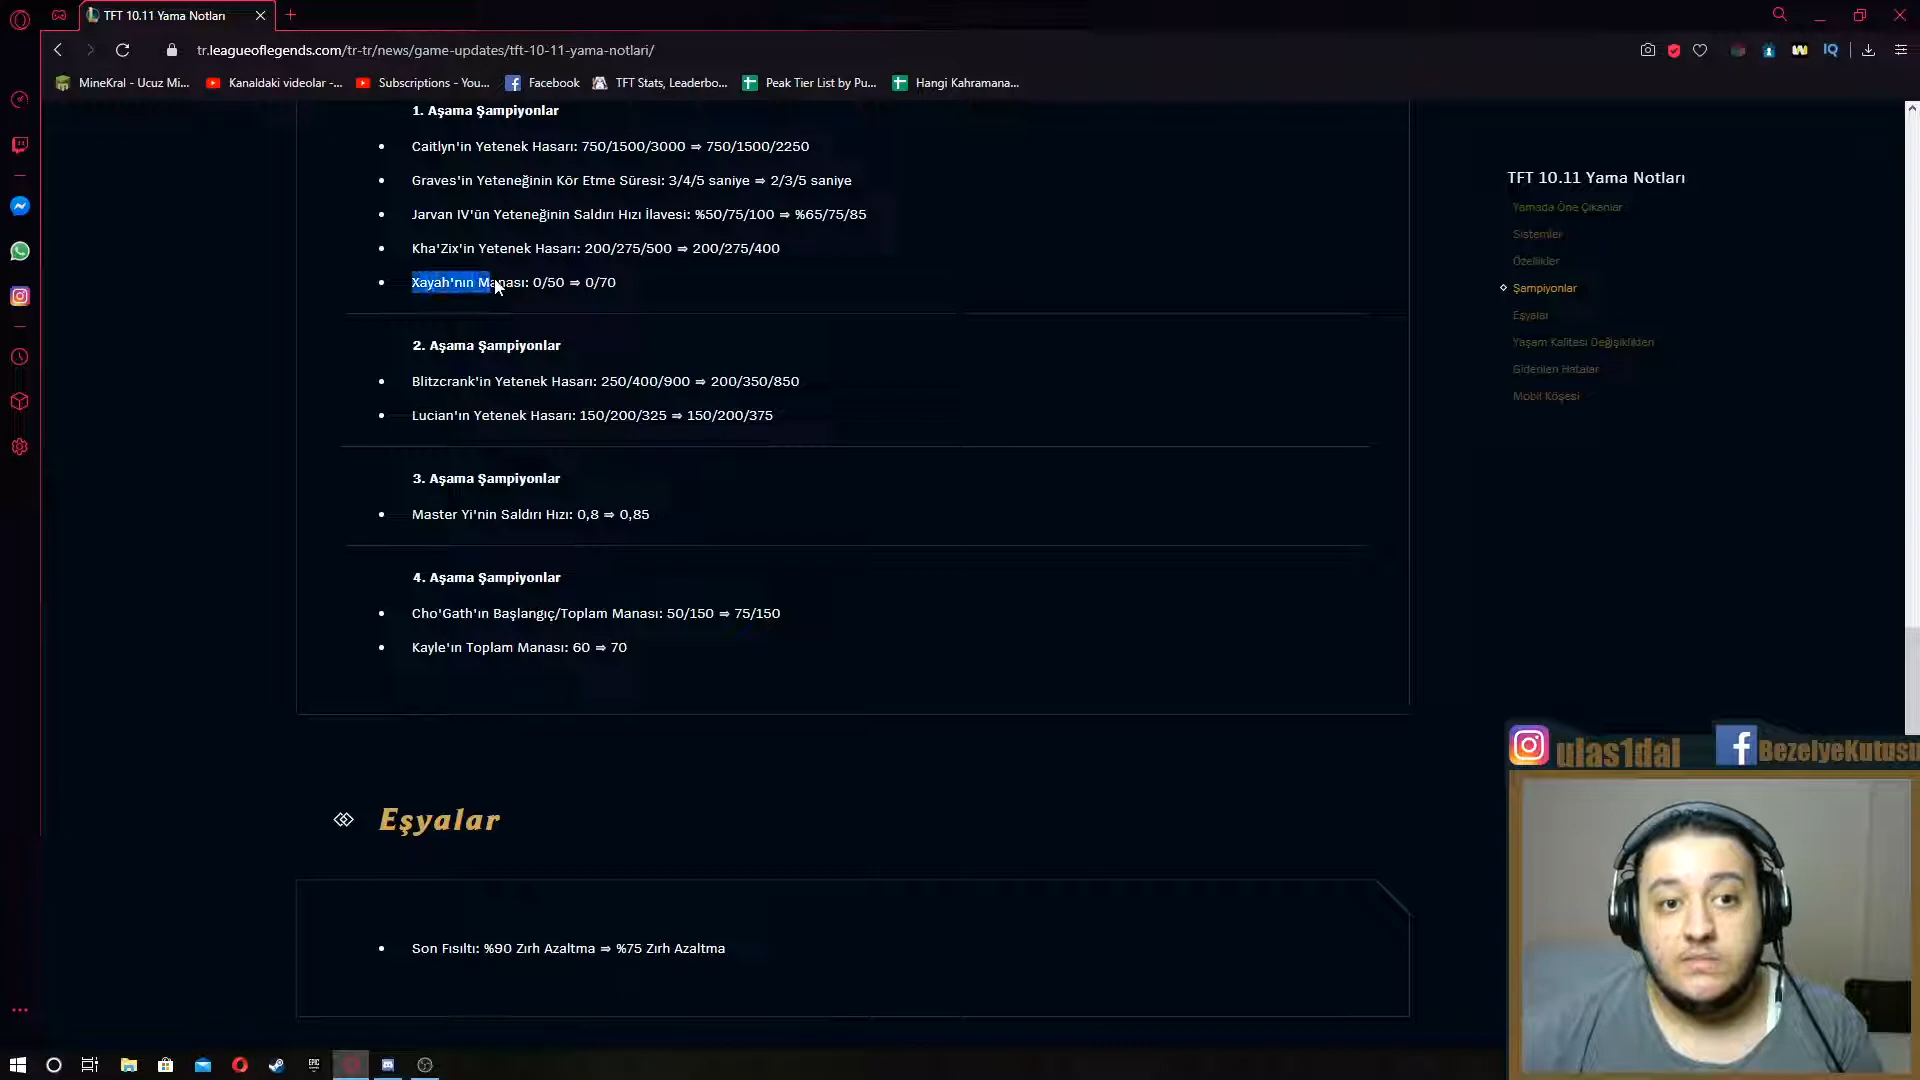 TFT 10.11 Yama Notları
tr.leagueoflegends.com/tr-tr/news/game-updates/tft-10-11-yama-notlari/
IQ
MineKral - Ucuz Mi...
Kanaldaki videolar -...
Subscriptions - You...
Facebook
TFT Stats, Leaderbo...
Peak Tier List by Pu...
Hangi Kahramana...
1. Aşama Şampiyonlar
Caitlyn'in Yetenek Hasarı: 750/1500/3000 ⇒ 750/1500/2250
Graves'in Yeteneğinin Kör Etme Süresi: 3/4/5 saniye ⇒ 2/3/5 saniye
Jarvan IV'ün Yeteneğinin Saldırı Hızı İlavesi: %50/75/100 ⇒ %65/75/85
Kha'Zix'in Yetenek Hasarı: 200/275/500 ⇒ 200/275/400
Xayah'nın Manası: 0/50 ⇒ 0/70
2. Aşama Şampiyonlar
Blitzcrank'in Yetenek Hasarı: 250/400/900 ⇒ 200/350/850
Lucian'ın Yetenek Hasarı: 150/200/325 ⇒ 150/200/375
3. Aşama Şampiyonlar
Master Yi'nin Saldırı Hızı: 0,8 ⇒ 0,85
4. Aşama Şampiyonlar
Cho'Gath'ın Başlangıç/Toplam Manası: 50/150 ⇒ 75/150
Kayle'ın Toplam Manası: 60 ⇒ 70
Eşyalar
Son Fısıltı: %90 Zırh Azaltma ⇒ %75 Zırh Azaltma
TFT 10.11 Yama Notları
Yamada Öne Çıkanlar
Sistemler
Özellikler
Şampiyonlar
Eşyalar
Yaşam Kalitesi Değişiklikleri
Giderilen Hatalar
Mobil Köşesi
ulas1dai
BezelyeKutusu
EPIC